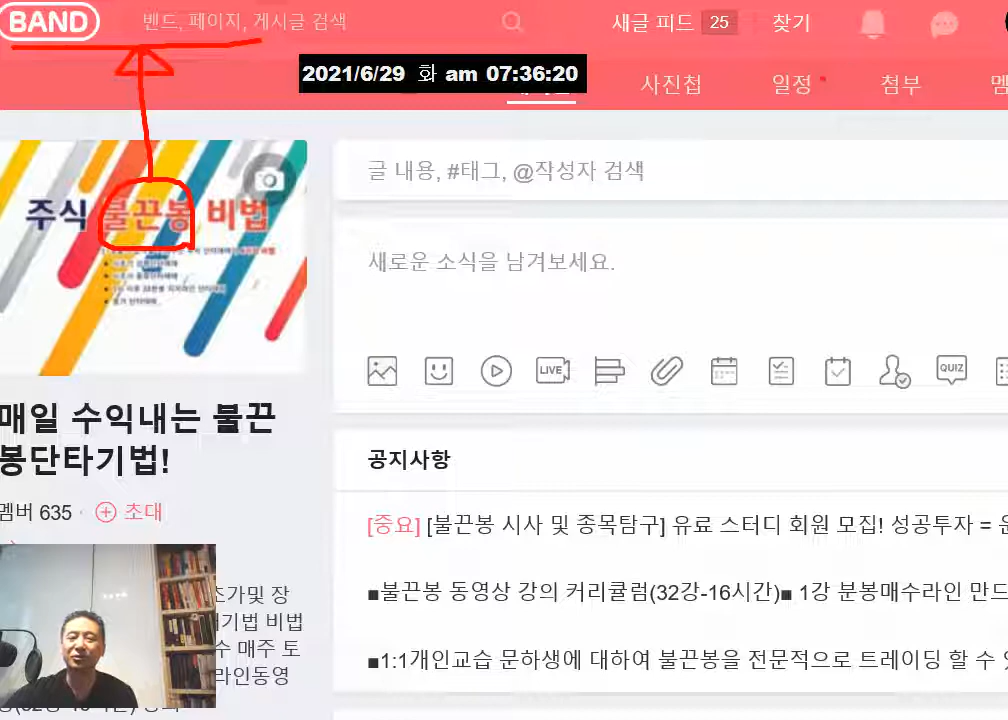 BAND 밴드, 페이지, 게시글 검색 새글 피드 25 찾기
2021/6/29 화 am 07:36:20
사진첩 일정 첨부
주식 불끈봉 비법
글 내용, #태그, @작성자 검색
새로운 소식을 남겨보세요.
LIVE QUIZ
매일 수익내는 불끈
봉단타기법!
멤버 635 · 초대
공지사항
[중요] [불끈봉 시사 및 종목탐구] 유료 스터디 회원 모집! 성공투자 =
■불끈봉 동영상 강의 커리큘럼(32강-16시간)■ 1강 분봉매수라인 만드
■1:1개인교습 문하생에 대하여 불끈봉을 전문적으로 트레이딩 할 수
초가및 장
기법 비법
수 매주 토
라인동영